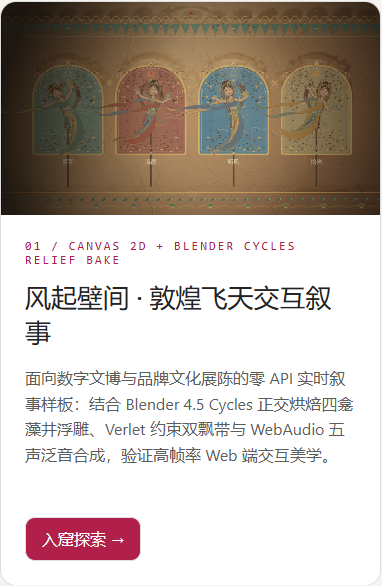 01 / CANVAS 2D + BLENDER CYCLES
RELIEF BAKE
风起壁间 · 敦煌飞天交互叙
事
面向数字文博与品牌文化展陈的零 API 实时叙
事样板：结合 Blender 4.5 Cycles 正交烘焙四龛
藻井浮雕、Verlet 约束双飘带与 WebAudio 五
声泛音合成，验证高帧率 Web 端交互美学。
入窟探索 →